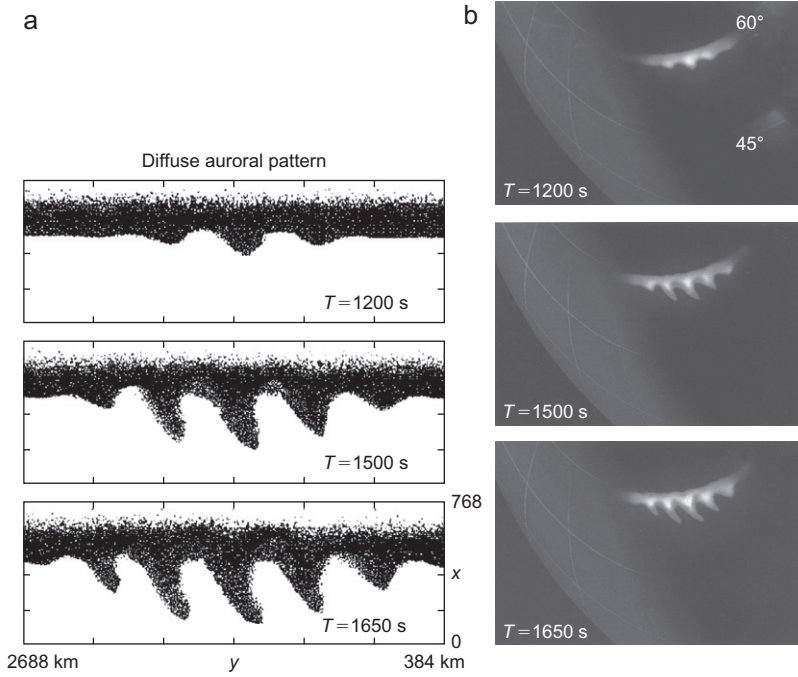 a
Diffuse auroral pattern
T = 1200 s
T = 1500 s
768
x
T = 1650 s
0
2688 km
y
384 km
b
60°
45°
T = 1200 s
T = 1500 s
T = 1650 s